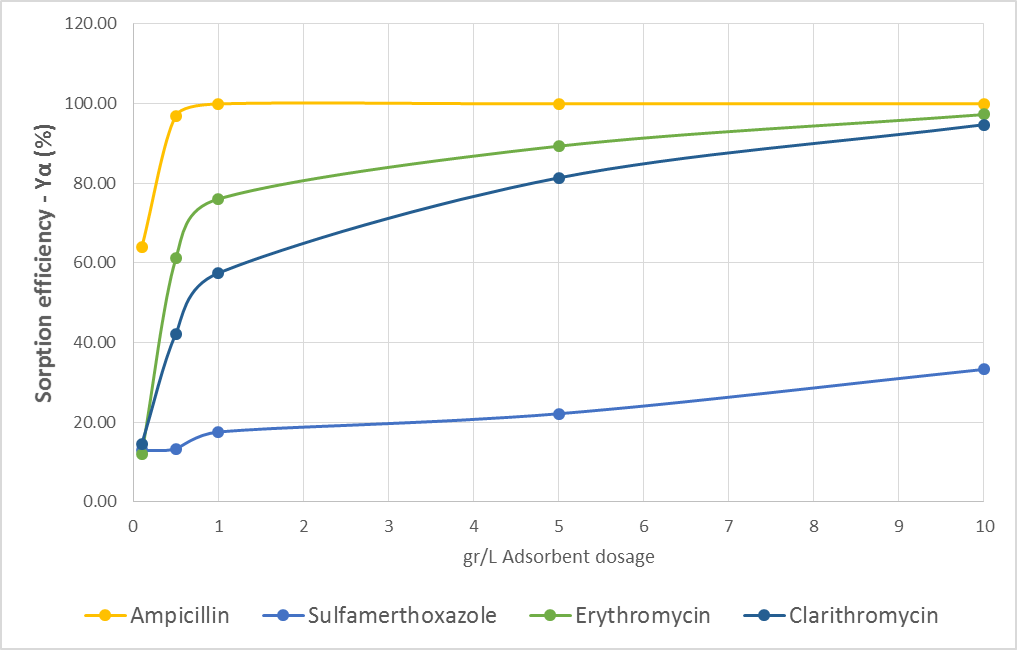 120.00
100.00
80.00
60.00
40.00
20.00
0.00
Sorption efficiency - Yα (%)
0 1 2 3 4 5 6 7 8 9 10
gr/L Adsorbent dosage
Ampicillin Sulfamerthoxazole Erythromycin Clarithromycin